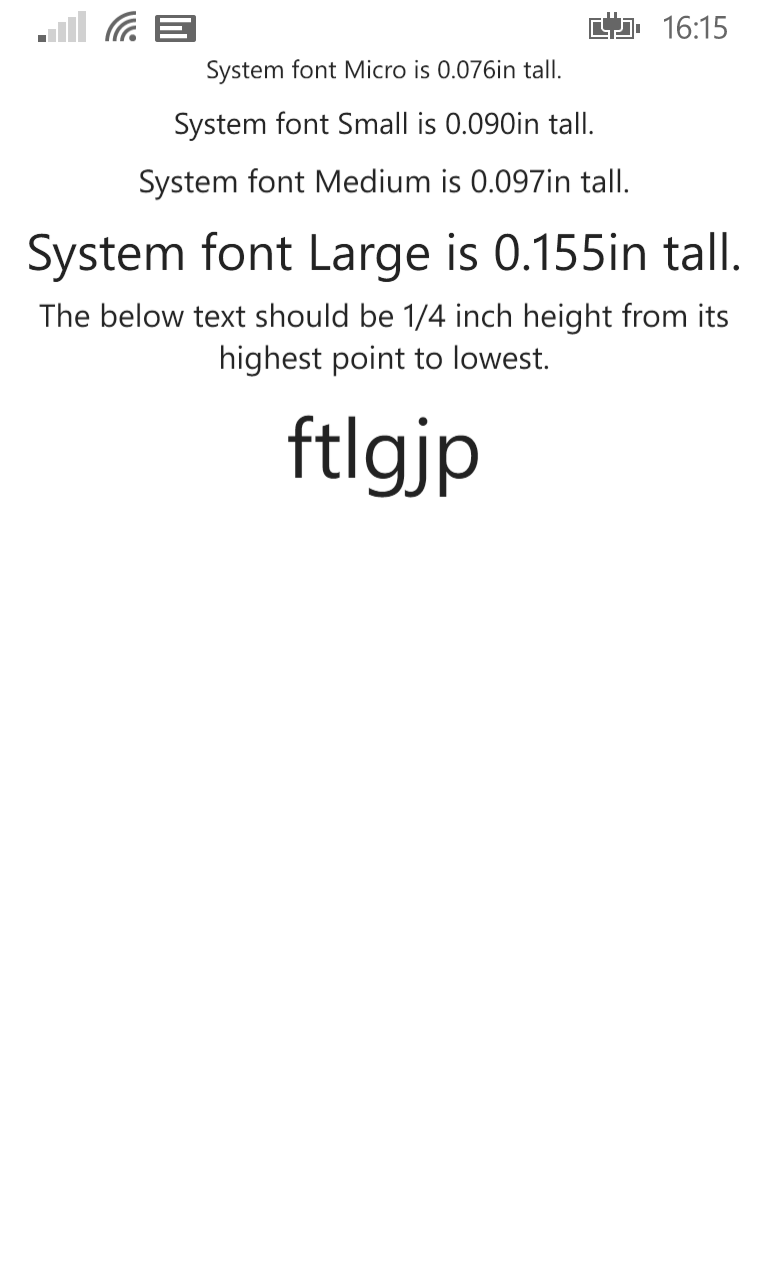 16:15
System font Micro is 0.076in tall.
System font Small is 0.090in tall.
System font Medium is 0.097in tall.
System font Large is 0.155in tall.
The below text should be 1/4 inch height from its
highest point to lowest.
ftlgjp